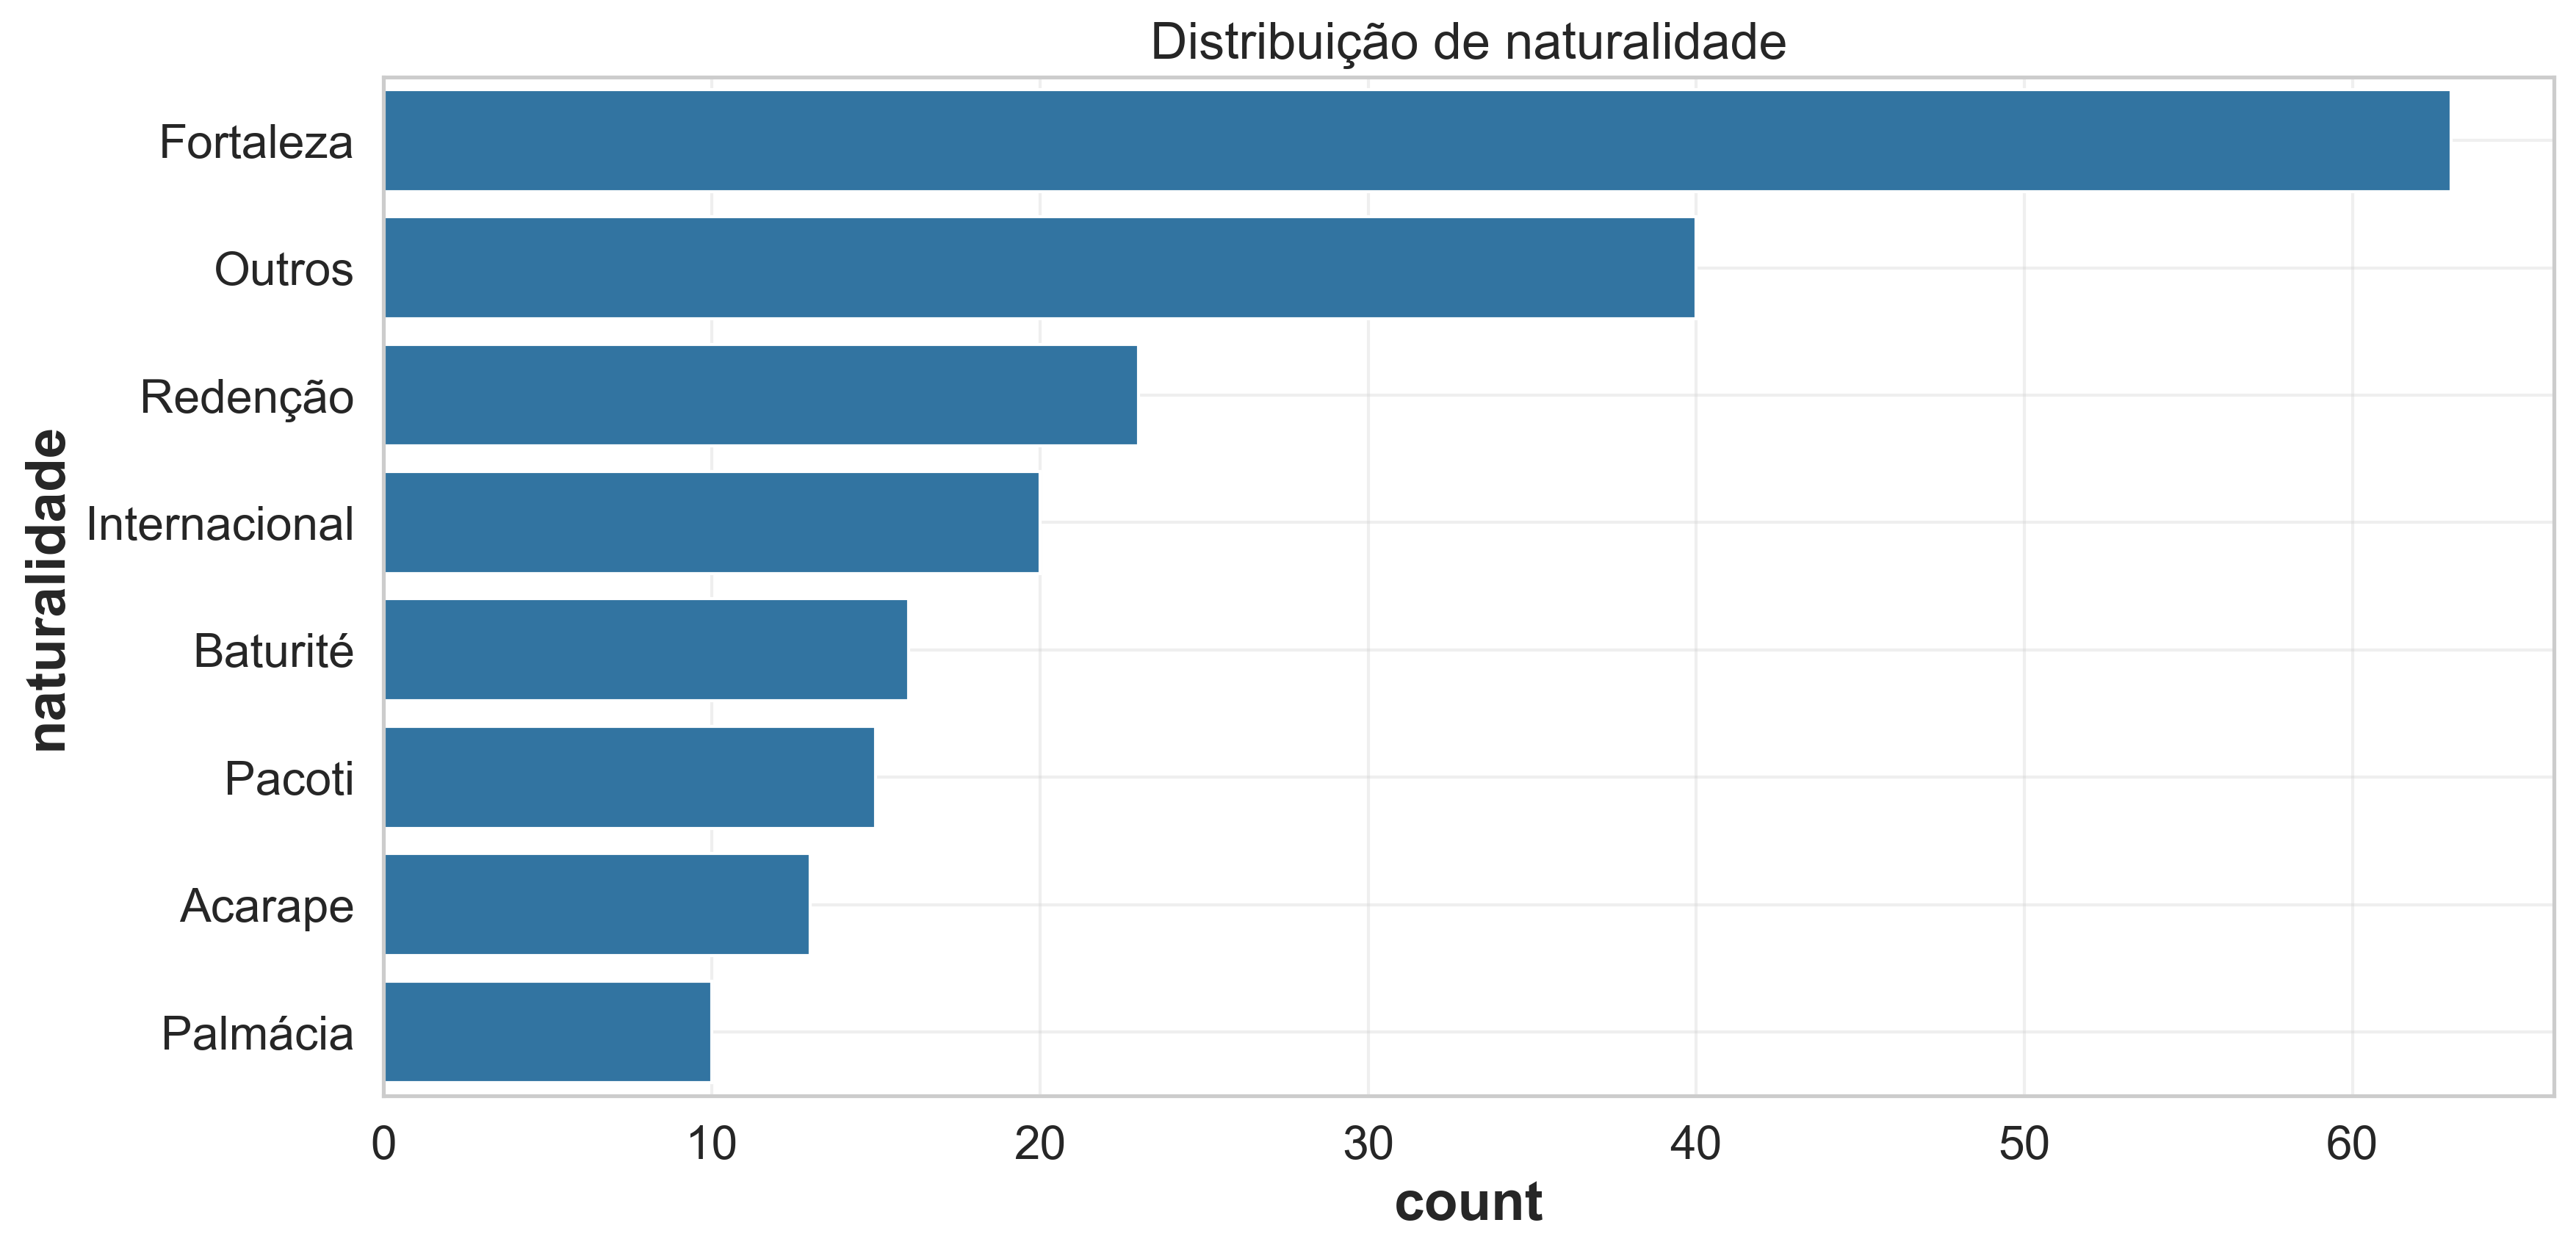 Distribuição de naturalidade
naturalidade
Fortaleza
Outros
Redenção
Internacional
Baturité
Pacoti
Acarape
Palmácia
0 10 20 30 40 50 60
count